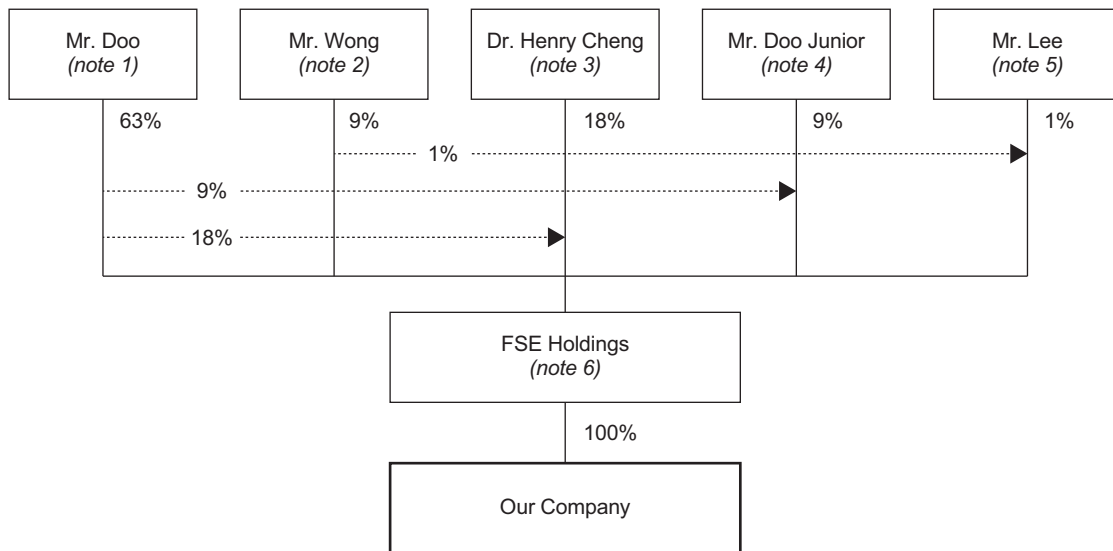 Mr. Doo
(note 1)
Mr. Wong
(note 2)
Dr. Henry Cheng
(note 3)
Mr. Doo Junior
(note 4)
Mr. Lee
(note 5)
63%
9%
18%
9%
1%
1%
9%
18%
FSE Holdings
(note 6)
100%
Our Company